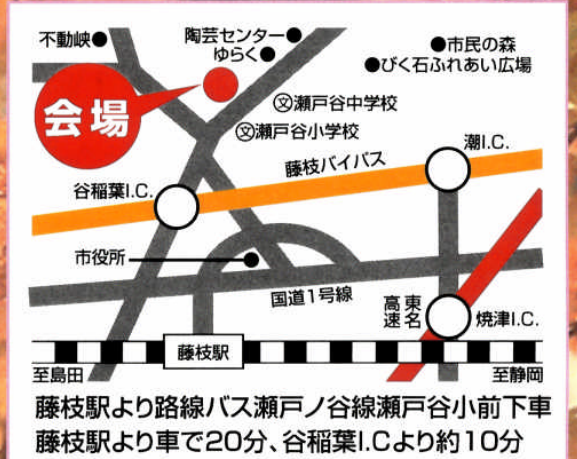 不動峡
陶芸センター
ゆらく
市民の森
びく石ふれあい広場
会場
文瀬戸谷中学校
文瀬戸谷小学校
潮I.C.
藤枝バイパス
谷稲葉I.C.
市役所
国道1号線
東名
高速
焼津I.C.
藤枝駅
至島田
至静岡
藤枝駅より路線バス瀬戸ノ谷線瀬戸谷小前下車
藤枝駅より車で20分、谷稲葉I.Cより約10分